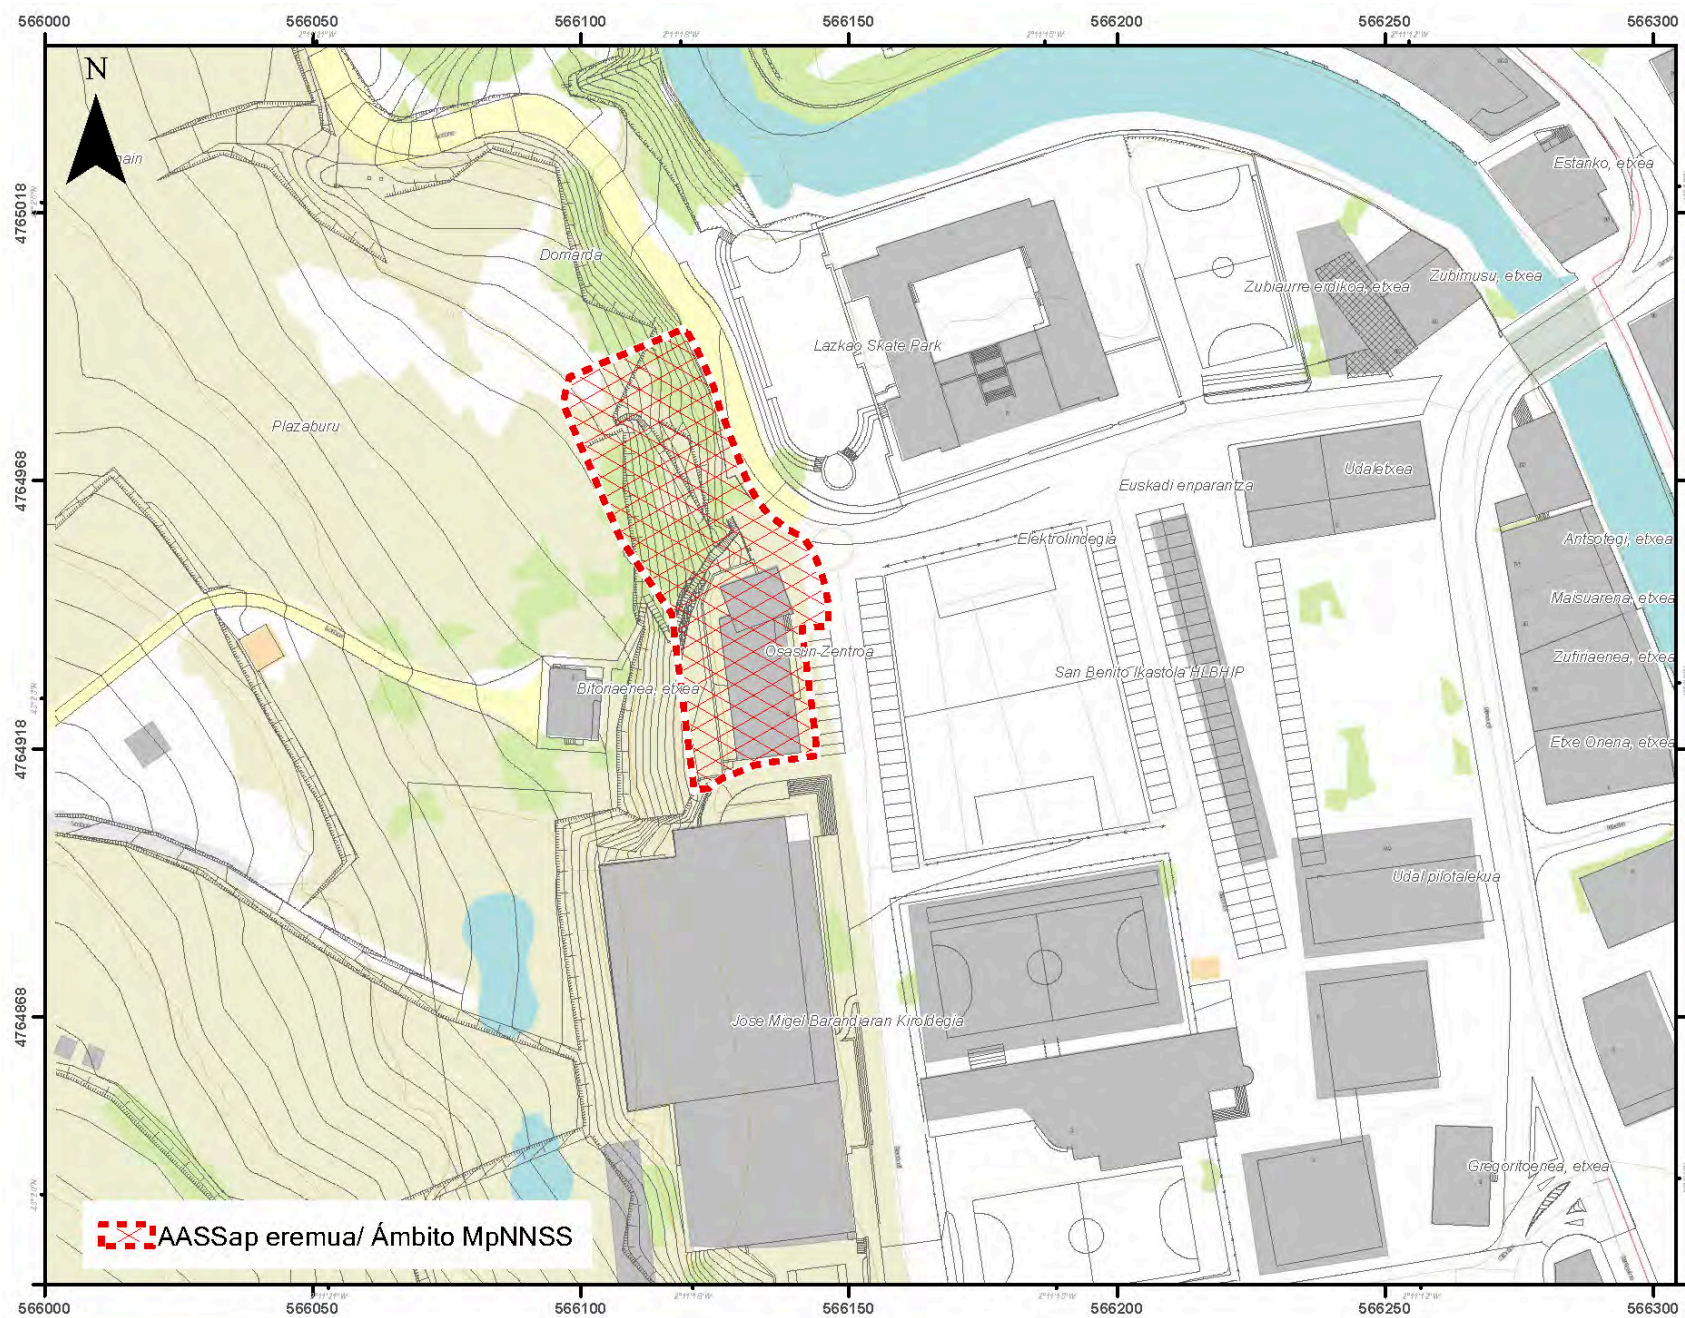 566000 566050 566100 566150 566200 566250 566300
N
Estanko, etxea
4765018
Domarda
Zubimusu, etxea
Zubiaurre erdikoa, etxea
Lazkao Skate Park
Plazaburu
Udaletxea
4764968
Euskadi enparantza
Elektrolindegia
Antsotegi, etxea
Maisuarena, etxea
Osasun Zentroa
Zufiriaenea, etxea
San Benito Ikastola HLBHIP
Bitoriaenea, etxea
4764918
Etxe Onena, etxea
Udal pilotalekua
4764868
Jose Migel Barandiaran Kiroldegia
Gregoritoenea, etxea
AASSap eremua/ Ámbito MpNNSS
566000 566050 566100 566150 566200 566250 566300